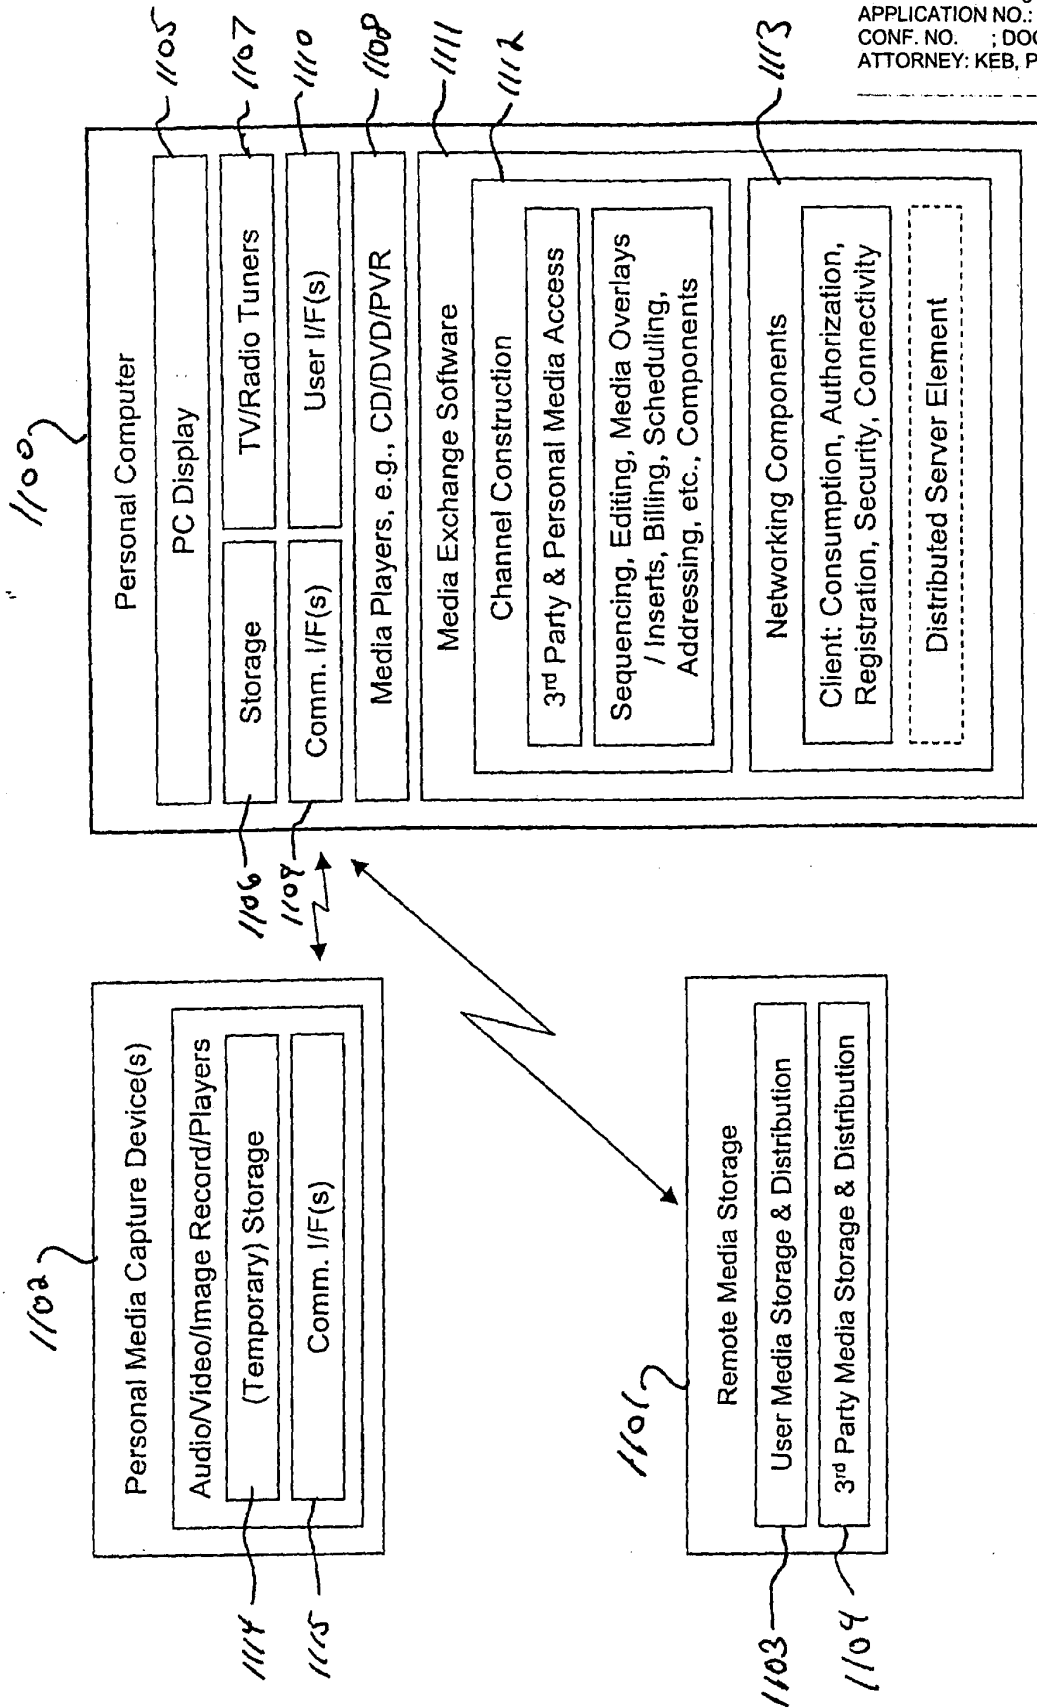 APPLICATION NO.:
CONF. NO. ; DOC
ATTORNEY: KEB, P
1100
Personal Computer
PC Display
1105
Storage
TV/Radio Tuners
1106
1107
Comm. I/F(s)
User I/F(s)
1109
1110
Media Players, e.g., CD/DVD/PVR
1108
Media Exchange Software
1111
Channel Construction
1112
3rd Party & Personal Media Access
Sequencing, Editing, Media Overlays
/ Inserts, Billing, Scheduling,
Addressing, etc., Components
Networking Components
1113
Client: Consumption, Authorization,
Registration, Security, Connectivity
Distributed Server Element
1102
Personal Media Capture Device(s)
Audio/Video/Image Record/Players
(Temporary) Storage
1114
Comm. I/F(s)
1115
1101
Remote Media Storage
User Media Storage & Distribution
1103
3rd Party Media Storage & Distribution
1104